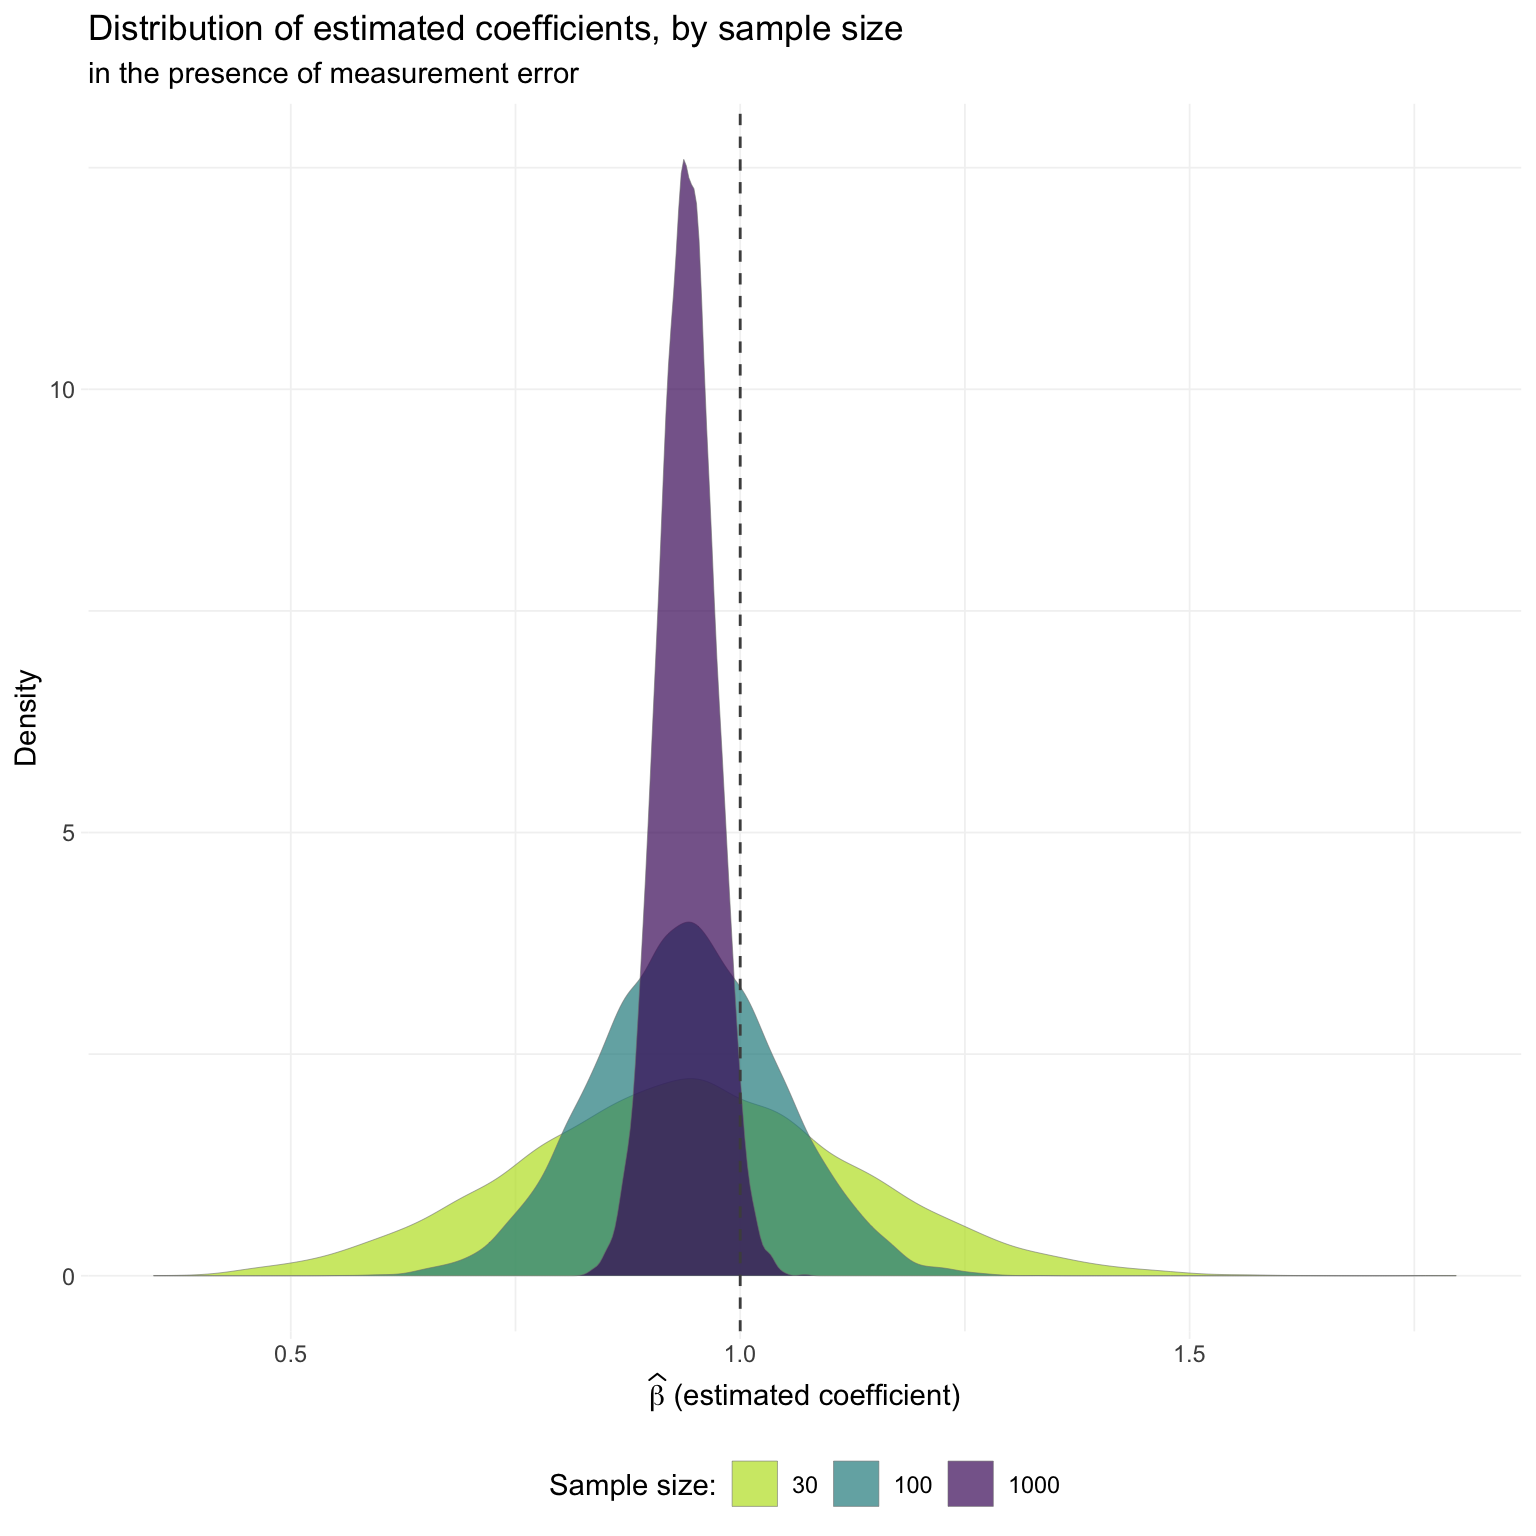 Distribution of estimated coefficients, by sample size
in the presence of measurement error
Density
10
5
0
0.5 1.0 1.5
β̂ (estimated coefficient)
Sample size: 30 100 1000